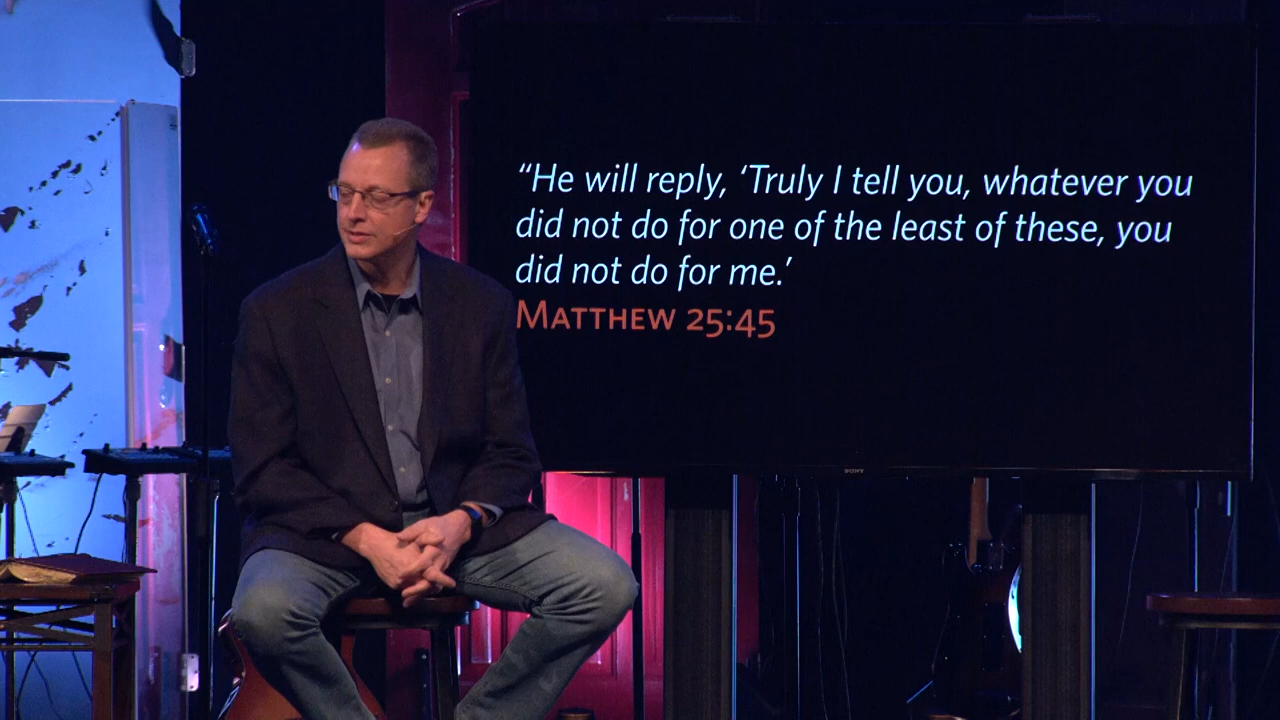 “He will reply, ‘Truly I tell you, whatever you
did not do for one of the least of these, you
did not do for me.’
Matthew 25:45
SONY